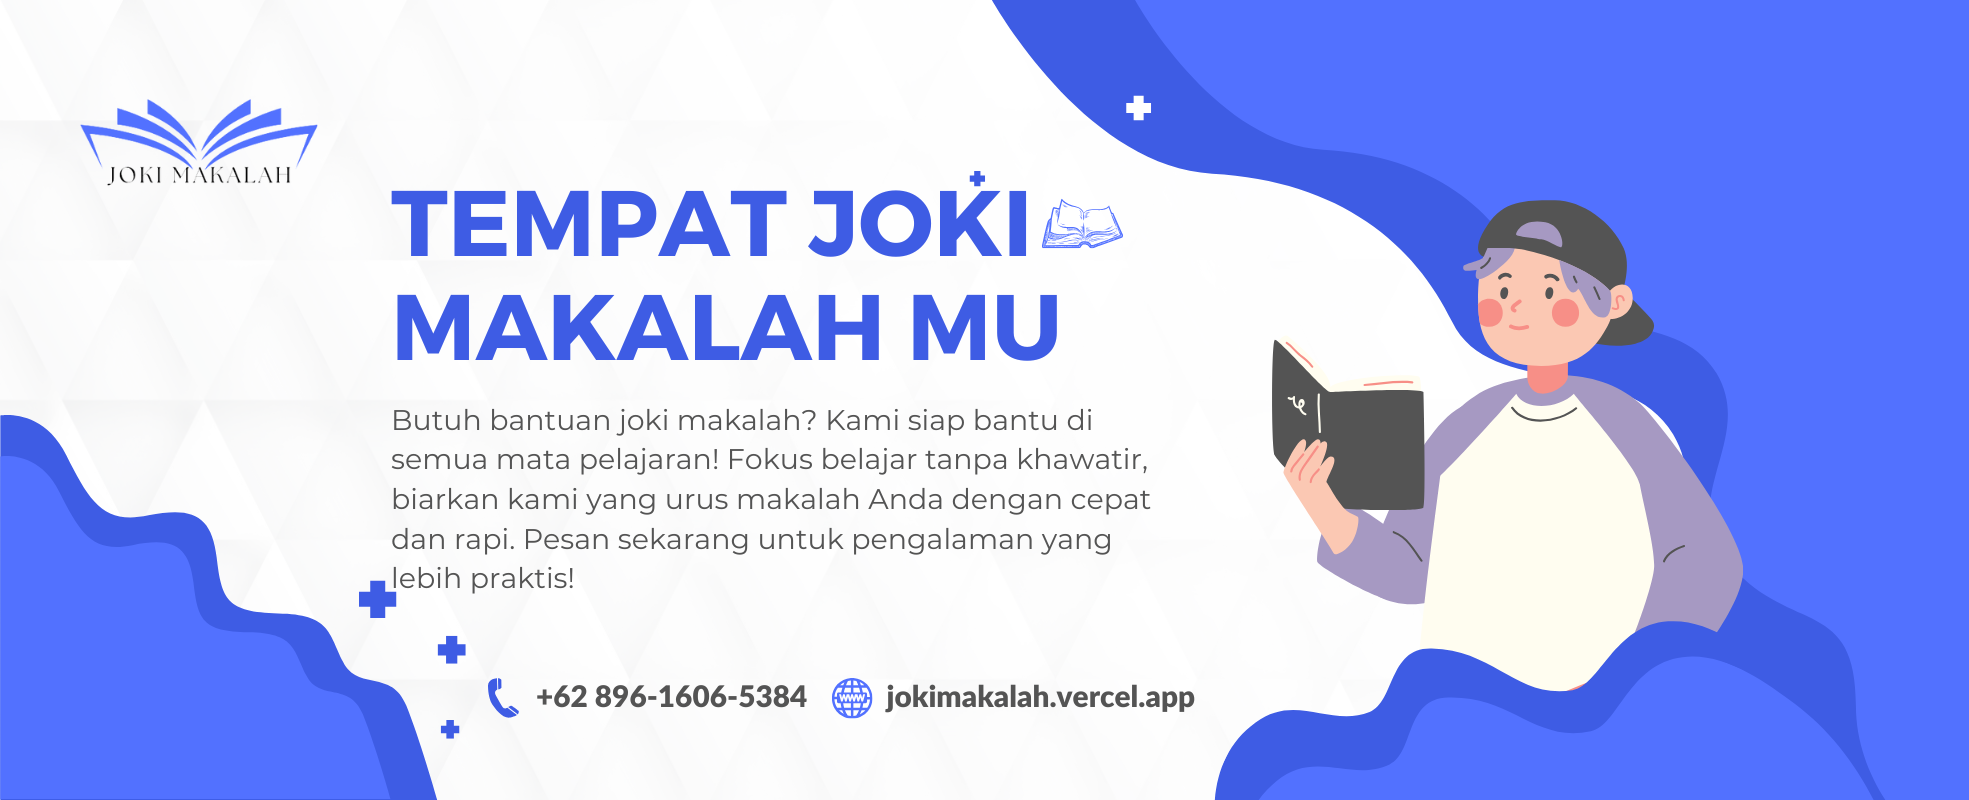 JOKI MAKALAH
TEMPAT JOKI
MAKALAH MU
Butuh bantuan joki makalah? Kami siap bantu di
semua mata pelajaran! Fokus belajar tanpa khawatir,
biarkan kami yang urus makalah Anda dengan cepat
dan rapi. Pesan sekarang untuk pengalaman yang
lebih praktis!
+62 896-1606-5384
WWW
jokimakalah.vercel.app